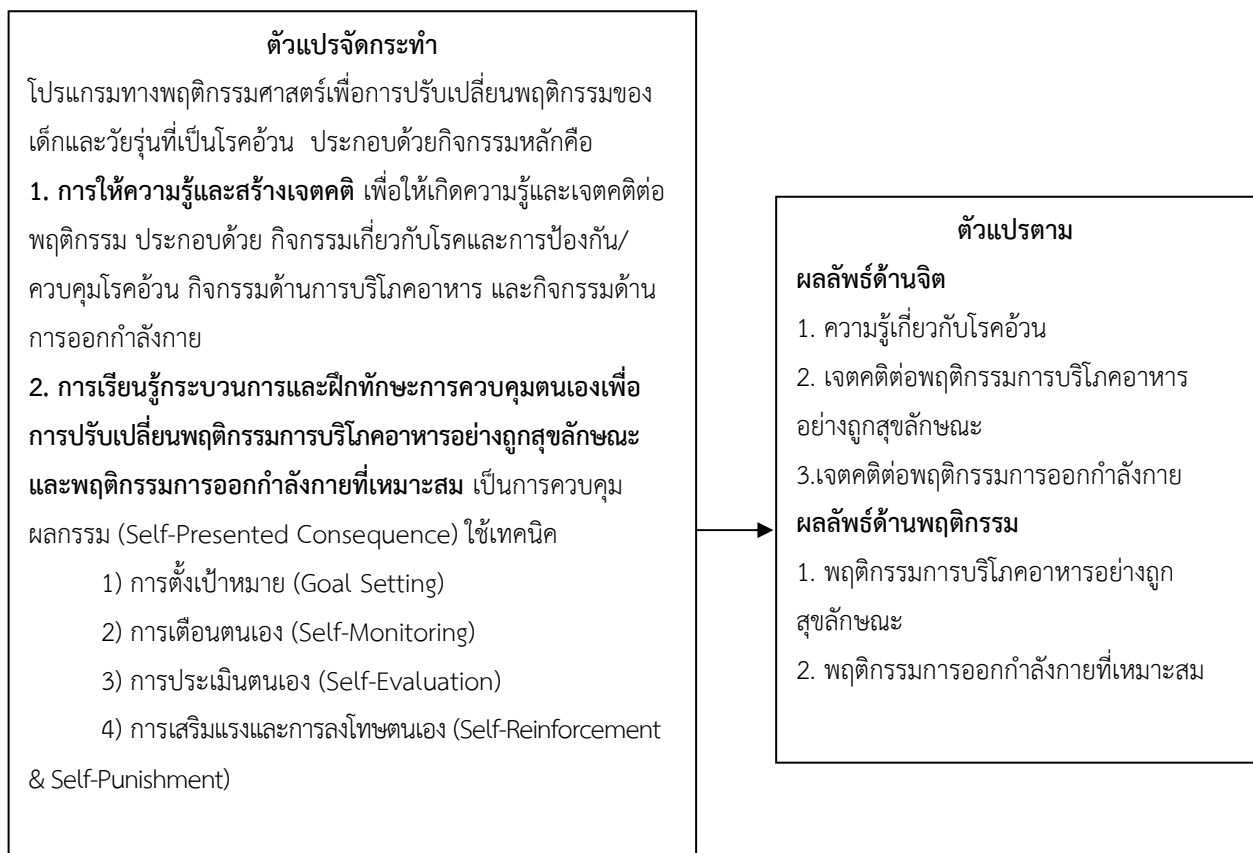 ตัวแปรจัดกระทำ
โปรแกรมทางพฤติกรรมศาสตร์เพื่อการปรับเปลี่ยนพฤติกรรมของ
เด็กและวัยรุ่นที่เป็นโรคอ้วน ประกอบด้วยกิจกรรมหลักคือ
1. การให้ความรู้และสร้างเจตคติ เพื่อให้เกิดความรู้และเจตคติต่อ
พฤติกรรม ประกอบด้วย กิจกรรมเกี่ยวกับโรคและการป้องกัน/
ควบคุมโรคอ้วน กิจกรรมด้านการบริโภคอาหาร และกิจกรรมด้าน
การออกกำลังกาย
2. การเรียนรู้กระบวนการและฝึกทักษะการควบคุมตนเองเพื่อ
การปรับเปลี่ยนพฤติกรรมการบริโภคอาหารอย่างถูกสุขลักษณะ
และพฤติกรรมการออกกำลังกายที่เหมาะสม เป็นการควบคุม
ผลกรรม (Self-Presented Consequence) ใช้เทคนิค
1) การตั้งเป้าหมาย (Goal Setting)
2) การเตือนตนเอง (Self-Monitoring)
3) การประเมินตนเอง (Self-Evaluation)
4) การเสริมแรงและการลงโทษตนเอง (Self-Reinforcement
& Self-Punishment)
ตัวแปรตาม
ผลลัพธ์ด้านจิต
1. ความรู้เกี่ยวกับโรคอ้วน
2. เจตคติต่อพฤติกรรมการบริโภคอาหาร
อย่างถูกสุขลักษณะ
3.เจตคติต่อพฤติกรรมการออกกำลังกาย
ผลลัพธ์ด้านพฤติกรรม
1. พฤติกรรมการบริโภคอาหารอย่างถูก
สุขลักษณะ
2. พฤติกรรมการออกกำลังกายที่เหมาะสม